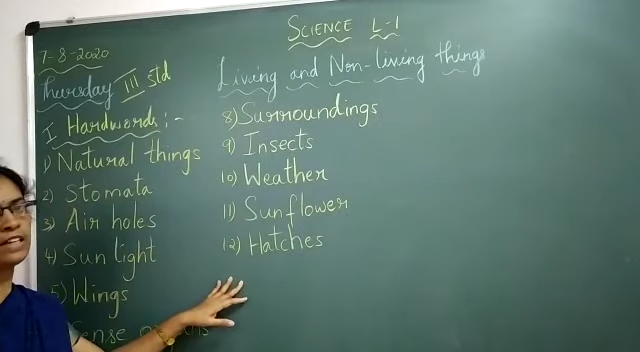 SCIENCE L-1
7-8-2020
Thursday III std
Living and Non-living things
I Hardwords:-
1) Natural things
2) Stomata
3) Air holes
4) Sun light
5) Wings
Sense
8) Surroundings
9) Insects
10) Weather
11) Sunflower
12) Hatches